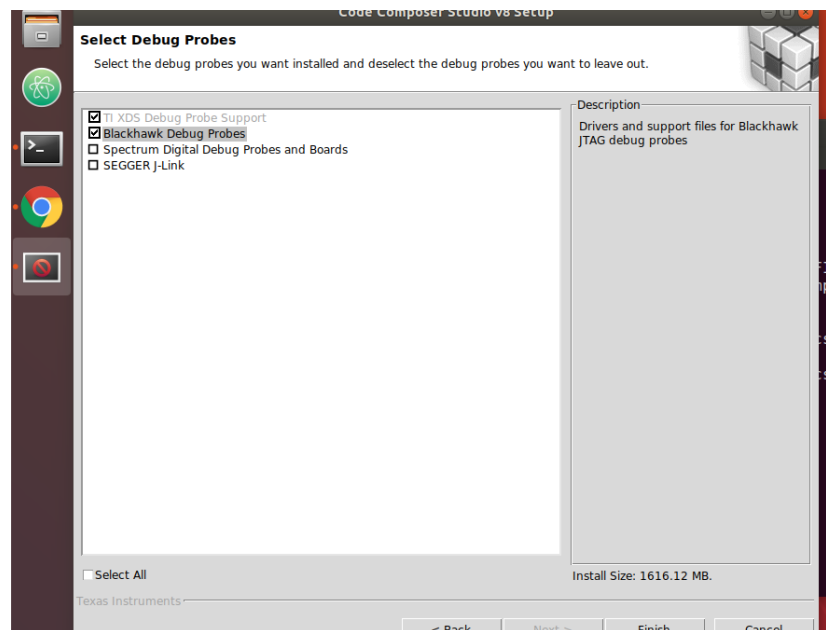 Code Composer Studio v8 Setup
Select Debug Probes
Select the debug probes you want installed and deselect the debug probes you want to leave out.
TI XDS Debug Probe Support
Blackhawk Debug Probes
Spectrum Digital Debug Probes and Boards
SEGGER J-Link
Description
Drivers and support files for Blackhawk
JTAG debug probes
Select All
Install Size: 1616.12 MB.
Texas Instruments
< Back Next > Finish Cancel